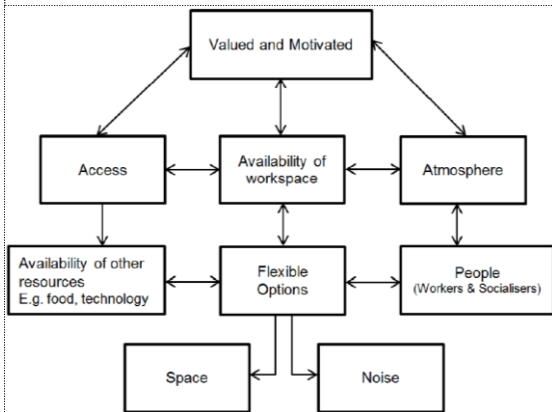 Valued and Motivated
Access
Availability of
workspace
Atmosphere
Availability of other
resources
E.g. food, technology
Flexible
Options
People
(Workers & Socialisers)
Space
Noise